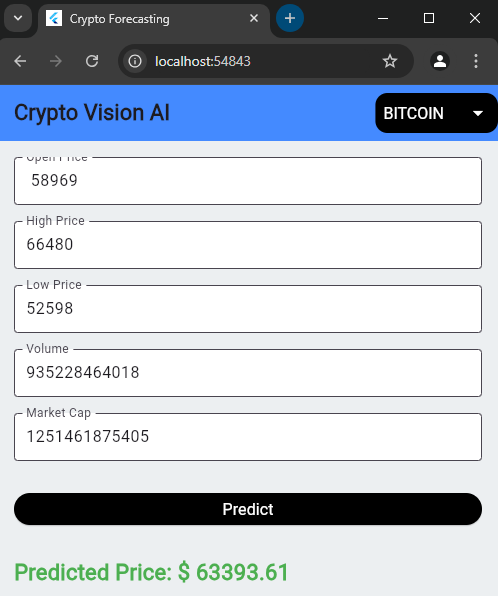 Crypto Forecasting
localhost:54843
Crypto Vision AI
BITCOIN
Open Price
58969
High Price
66480
Low Price
52598
Volume
935228464018
Market Cap
1251461875405
Predict
Predicted Price: $ 63393.61